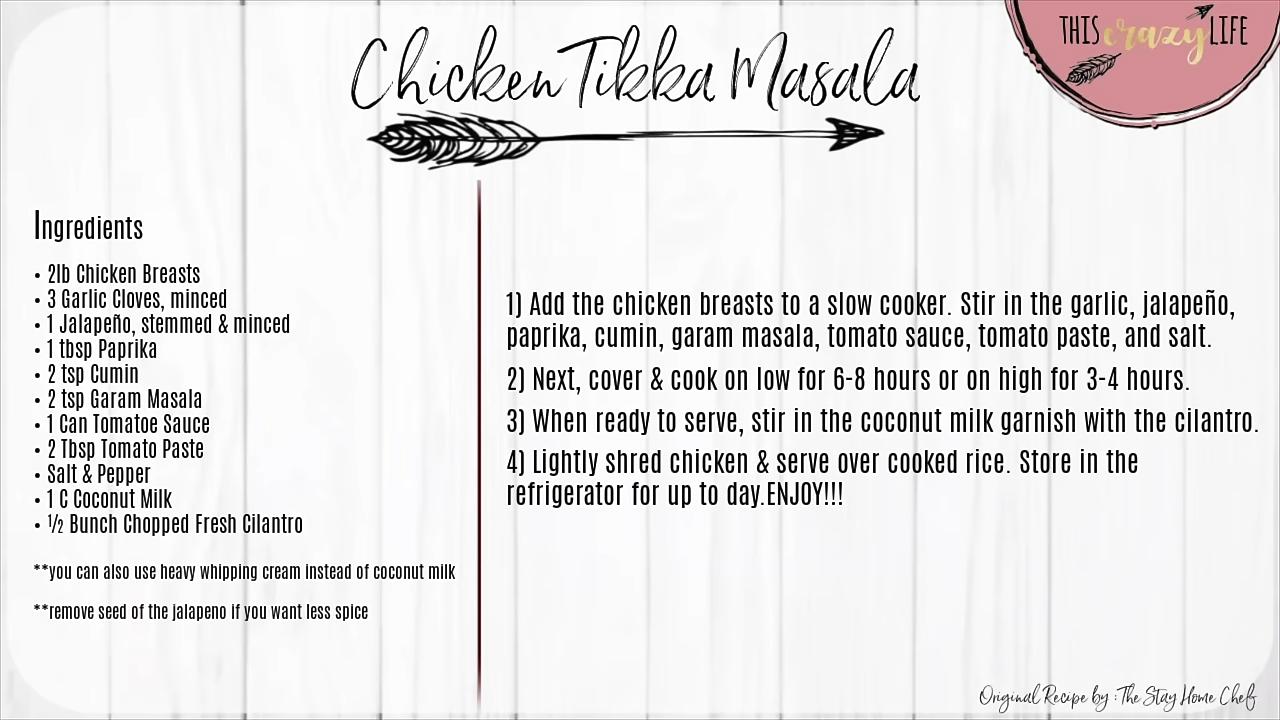 Chicken Tikka Masala
THIS crazy LIFE
Ingredients
• 2lb Chicken Breasts
• 3 Garlic Cloves, minced
• 1 Jalapeño, stemmed & minced
• 1 tbsp Paprika
• 2 tsp Cumin
• 2 tsp Garam Masala
• 1 Can Tomatoe Sauce
• 2 Tbsp Tomato Paste
• Salt & Pepper
• 1 C Coconut Milk
• ½ Bunch Chopped Fresh Cilantro
**you can also use heavy whipping cream instead of coconut milk
**remove seed of the jalapeno if you want less spice
1) Add the chicken breasts to a slow cooker. Stir in the garlic, jalapeño,
paprika, cumin, garam masala, tomato sauce, tomato paste, and salt.
2) Next, cover & cook on low for 6-8 hours or on high for 3-4 hours.
3) When ready to serve, stir in the coconut milk garnish with the cilantro.
4) Lightly shred chicken & serve over cooked rice. Store in the
refrigerator for up to day.ENJOY!!!
Original Recipe by : The Stay Home Chef